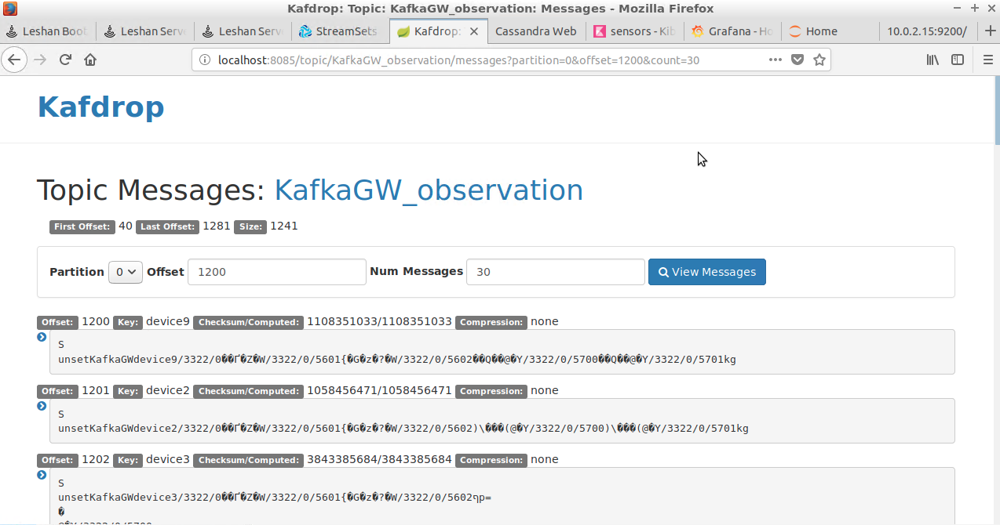 Kafdrop: Topic: KafkaGW_observation: Messages - Mozilla Firefox
Leshan Boo Leshan Serv Leshan Serv StreamSets Kafdrop: Cassandra Web sensors - Kib Grafana - Ho Home 10.0.2.15:9200/
localhost:8085/topic/KafkaGW_observation/messages?partition=0&offset=1200&count=30
Kafdrop
Topic Messages: KafkaGW_observation
First Offset: 40 Last Offset: 1281 Size: 1241
Partition 0 Offset 1200 Num Messages 30 View Messages
Offset: 1200 Key: device9 Checksum/Computed: 1108351033/1108351033 Compression: none
S
unsetKafkaGWdevice9/3322/0��Ґ�Z�W/3322/0/5601{�G�z�?�W/3322/0/5602��Q��@�Y/3322/0/5700��Q��@�Y/3322/0/5701kg
Offset: 1201 Key: device2 Checksum/Computed: 1058456471/1058456471 Compression: none
S
unsetKafkaGWdevice2/3322/0��Ґ�Z�W/3322/0/5601{�G�z�?�W/3322/0/5602)\���(@�Y/3322/0/5700)\���(@�Y/3322/0/5701kg
Offset: 1202 Key: device3 Checksum/Computed: 3843385684/3843385684 Compression: none
S
unsetKafkaGWdevice3/3322/0��Ґ�Z�W/3322/0/5601{�G�z�?�W/3322/0/5602ףp=
�
@�Y/3322/0/5700